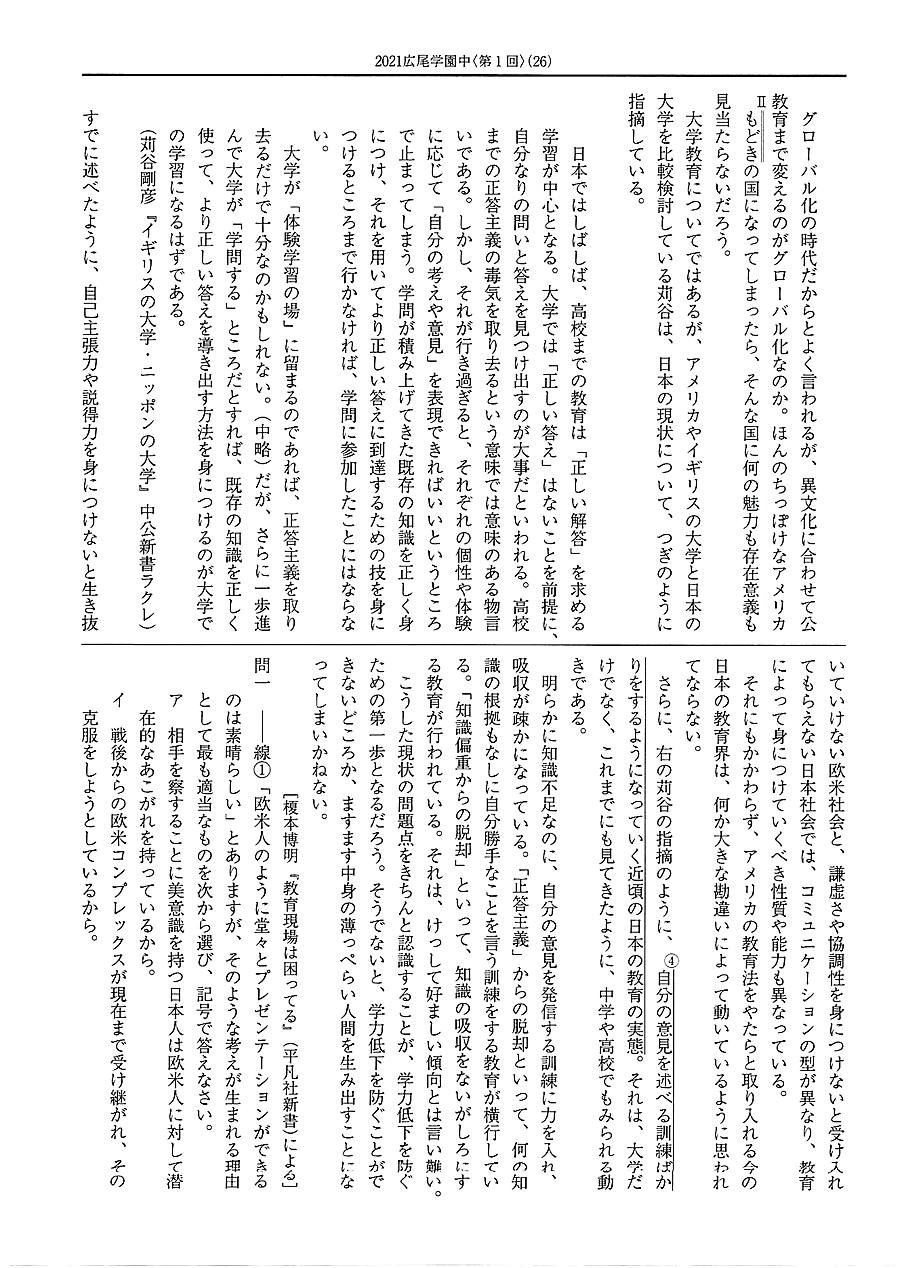 2021広尾学園中〈第1回〉(26)
グローバル化の時代だからとよく言われるが、異文化に合わせて公
教育まで変えるのがグローバル化なのか。ほんのちっぽけなアメリカ
Ⅱもどきの国になってしまったら、そんな国に何の魅力も存在意義も
見当たらないだろう。
大学教育についてではあるが、アメリカやイギリスの大学と日本の
大学を比較検討している苅谷は、日本の現状について、つぎのように
指摘している。
日本ではしばしば、高校までの教育は「正しい解答」を求める
学習が中心となる。大学では「正しい答え」はないことを前提に、
自分なりの問いと答えを見つけ出すのが大事だといわれる。高校
までの正答主義の毒気を取り去るという意味では意味のある物言
いである。しかし、それが行き過ぎると、それぞれの個性や体験
に応じて「自分の考えや意見」を表現できればいいというところ
で止まってしまう。学問が積み上げてきた既存の知識を正しく身
につけ、それを用いてより正しい答えに到達するための技を身に
つけるところまで行かなければ、学問に参加したことにはならな
い。
大学が「体験学習の場」に留まるのであれば、正答主義を取り
去るだけで十分なのかもしれない。(中略)だが、さらに一歩進
んで大学が「学問する」ところだとすれば、既存の知識を正しく
使って、より正しい答えを導き出す方法を身につけるのが大学で
の学習になるはずである。
(苅谷剛彦『イギリスの大学・ニッポンの大学』中公新書ラクレ)
すでに述べたように、自己主張力や説得力を身につけないと生き抜
いていけない欧米社会と、謙虚さや協調性を身につけないと受け入れ
てもらえない日本社会では、コミュニケーションの型が異なり、教育
によって身につけていくべき性質や能力も異なっている。
それにもかかわらず、アメリカの教育法をやたらと取り入れる今の
日本の教育界は、何か大きな勘違いによって動いているように思われ
てならない。
さらに、右の苅谷の指摘のように、④自分の意見を述べる訓練ばか
りをするようになっていく近頃の日本の教育の実態。それは、大学だ
けでなく、これまでにも見てきたように、中学や高校でもみられる動
きである。
明らかに知識不足なのに、自分の意見を発信する訓練に力を入れ、
吸収が疎かになっている。「正答主義」からの脱却といって、何の知
識の根拠もなしに自分勝手なことを言う訓練をする教育が横行してい
る。「知識偏重からの脱却」といって、知識の吸収をないがしろにす
る教育が行われている。それは、けっして好ましい傾向とは言い難い。
こうした現状の問題点をきちんと認識することが、学力低下を防ぐ
ための第一歩となるだろう。そうでないと、学力低下を防ぐことがで
きないどころか、ますます中身の薄っぺらい人間を生み出すことにな
ってしまいかねない。
[榎本博明『教育現場は困ってる』(平凡社新書)による]
問一 ――線①「欧米人のように堂々とプレゼンテーションができる
のは素晴らしい」とありますが、そのような考えが生まれる理由
として最も適当なものを次から選び、記号で答えなさい。
ア 相手を察することに美意識を持つ日本人は欧米人に対して潜
在的なあこがれを持っているから。
イ 戦後からの欧米コンプレックスが現在まで受け継がれ、その
克服をしようとしているから。